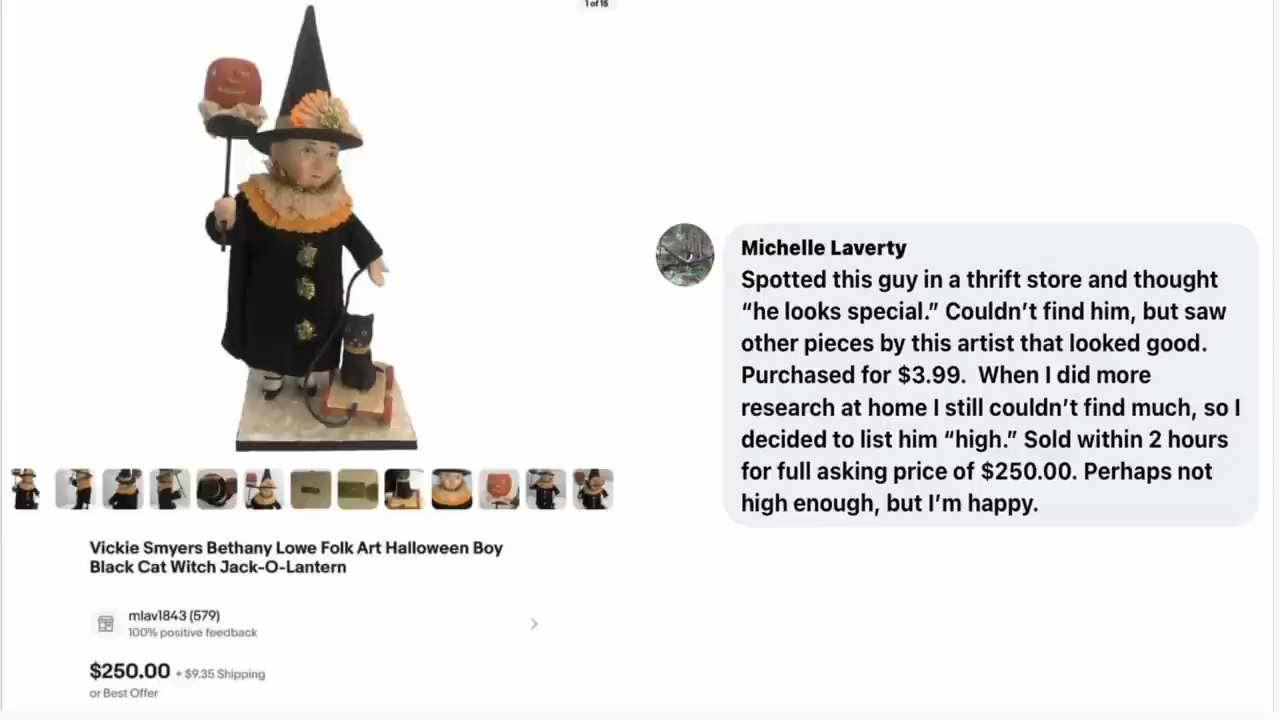 1 of 15
Vickie Smyers Bethany Lowe Folk Art Halloween Boy
Black Cat Witch Jack-O-Lantern
mlav1843 (579)
100% positive feedback
$250.00 + $9.35 Shipping
or Best Offer
Michelle Laverty
Spotted this guy in a thrift store and thought
“he looks special.” Couldn’t find him, but saw
other pieces by this artist that looked good.
Purchased for $3.99.  When I did more
research at home I still couldn’t find much, so I
decided to list him “high.” Sold within 2 hours
for full asking price of $250.00. Perhaps not
high enough, but I’m happy.